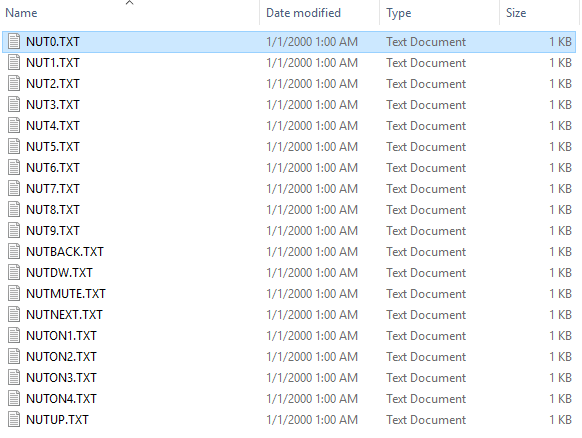 Name Date modified Type Size
NUT0.TXT 1/1/2000 1:00 AM Text Document 1 KB
NUT1.TXT 1/1/2000 1:00 AM Text Document 1 KB
NUT2.TXT 1/1/2000 1:00 AM Text Document 1 KB
NUT3.TXT 1/1/2000 1:00 AM Text Document 1 KB
NUT4.TXT 1/1/2000 1:00 AM Text Document 1 KB
NUT5.TXT 1/1/2000 1:00 AM Text Document 1 KB
NUT6.TXT 1/1/2000 1:00 AM Text Document 1 KB
NUT7.TXT 1/1/2000 1:00 AM Text Document 1 KB
NUT8.TXT 1/1/2000 1:00 AM Text Document 1 KB
NUT9.TXT 1/1/2000 1:00 AM Text Document 1 KB
NUTBACK.TXT 1/1/2000 1:00 AM Text Document 1 KB
NUTDW.TXT 1/1/2000 1:00 AM Text Document 1 KB
NUTMUTE.TXT 1/1/2000 1:00 AM Text Document 1 KB
NUTNEXT.TXT 1/1/2000 1:00 AM Text Document 1 KB
NUTON1.TXT 1/1/2000 1:00 AM Text Document 1 KB
NUTON2.TXT 1/1/2000 1:00 AM Text Document 1 KB
NUTON3.TXT 1/1/2000 1:00 AM Text Document 1 KB
NUTON4.TXT 1/1/2000 1:00 AM Text Document 1 KB
NUTUP.TXT 1/1/2000 1:00 AM Text Document 1 KB